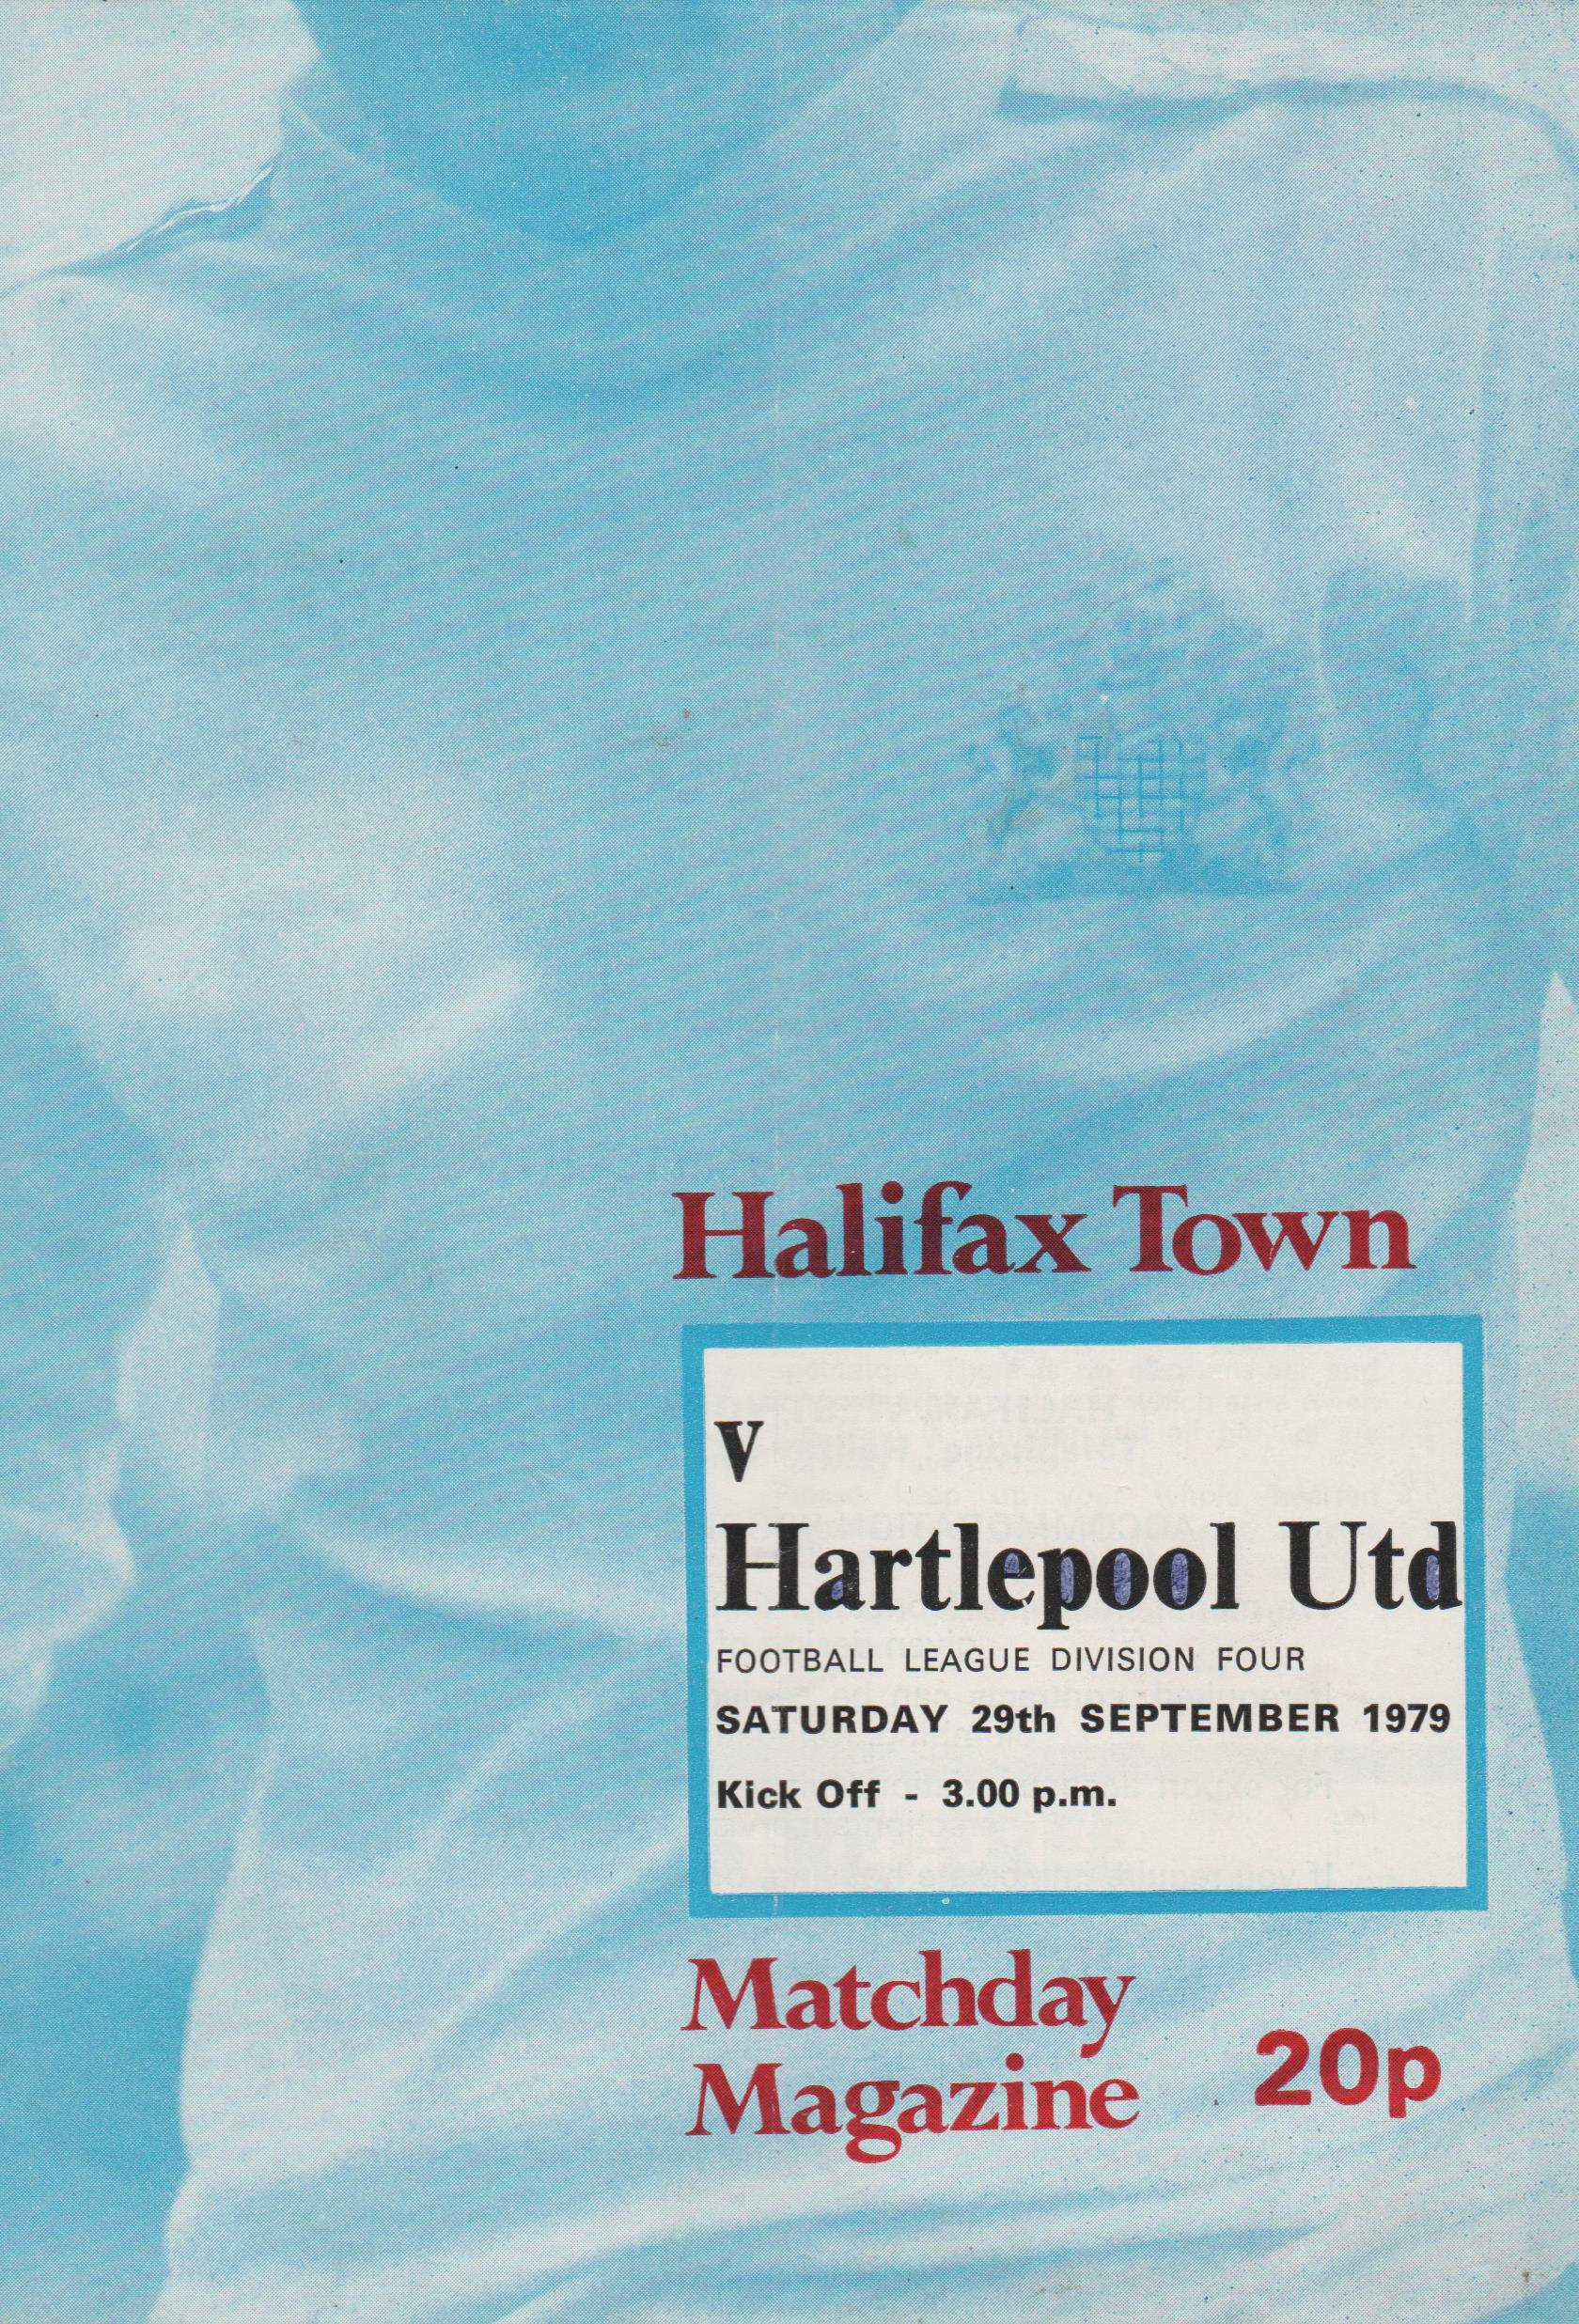 Halifax Town
v
Hartlepool Utd
FOOTBALL LEAGUE DIVISION FOUR
SATURDAY 29th SEPTEMBER 1979
Kick Off - 3.00 p.m.
Matchday
Magazine 20p